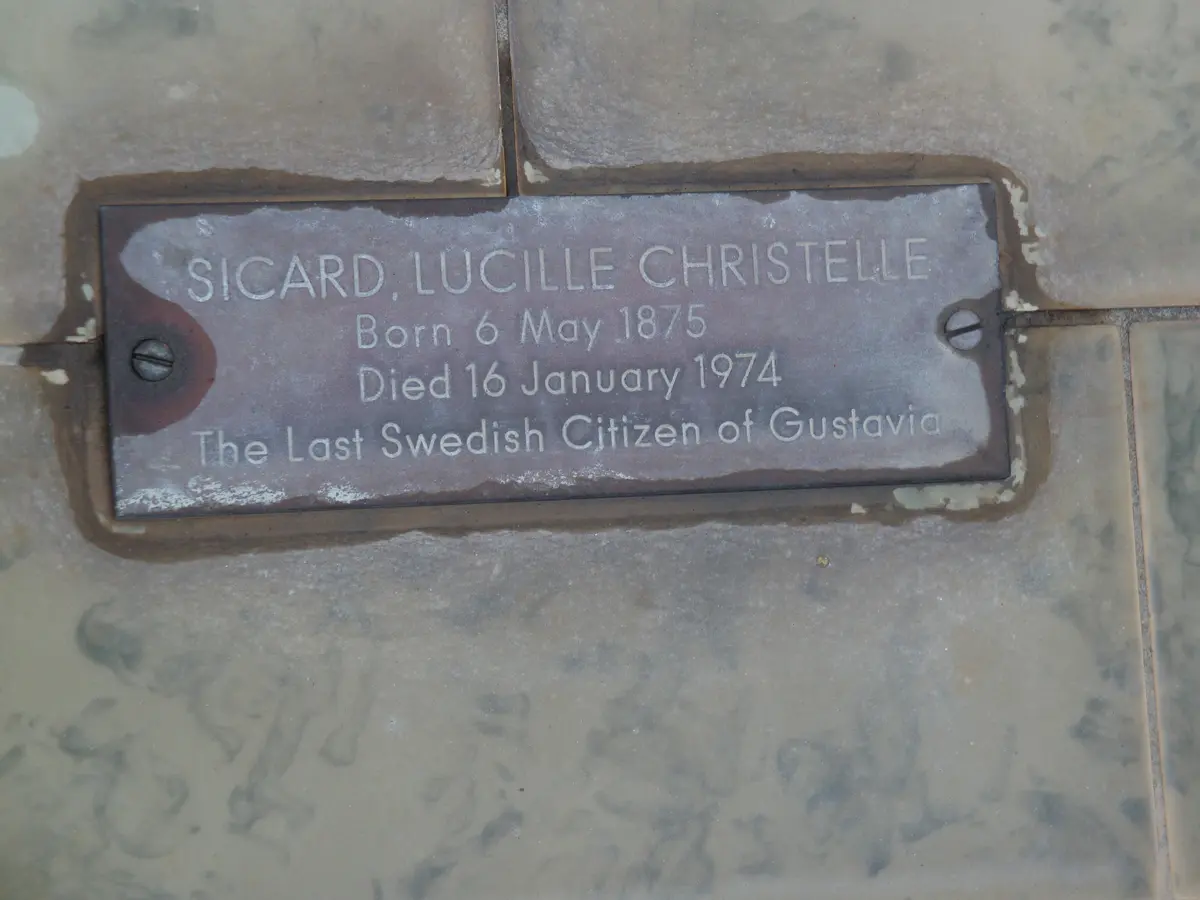 SICARD, LUCILLE CHRISTELLE
Born 6 May 1875
Died 16 January 1974
The Last Swedish Citizen of Gustavia